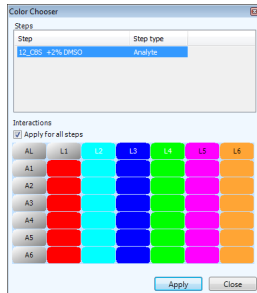 Color Chooser
Steps
Step Step type
12_CBS +2% DMSO Analyte
Interactions
Apply for all steps
AL L1 L2 L3 L4 L5 L6
A1
A2
A3
A4
A5
A6
Apply Close